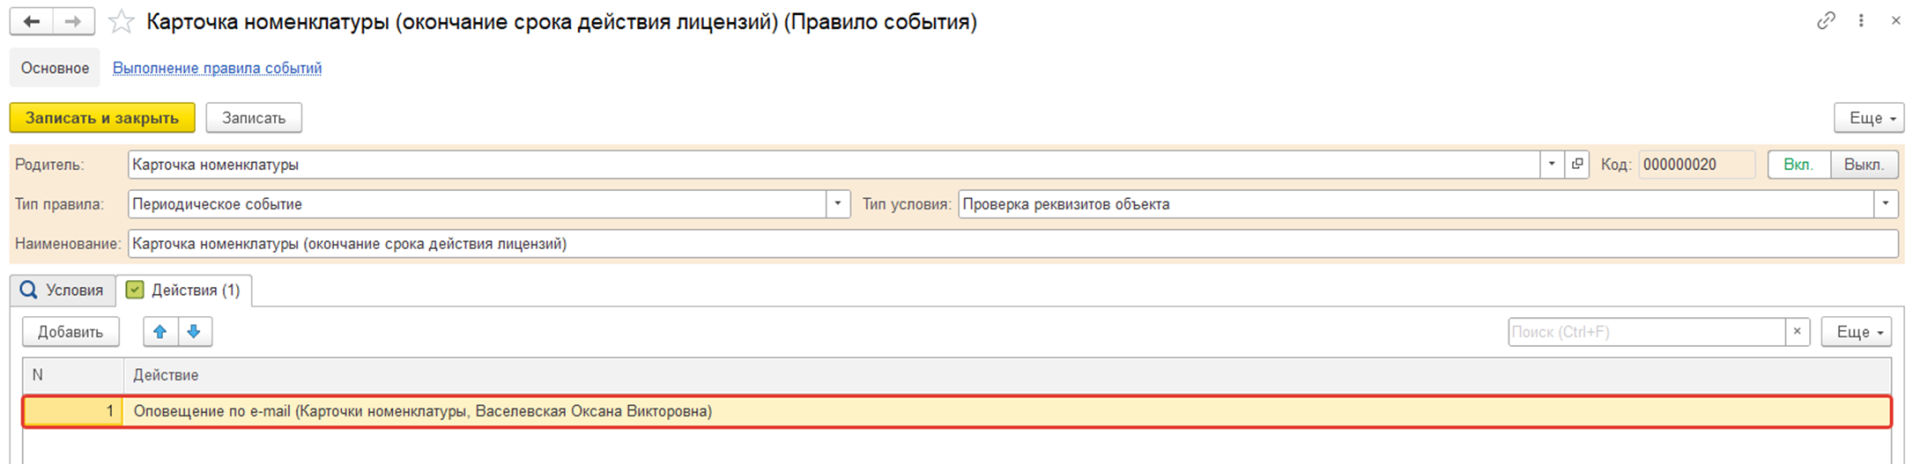 Карточка номенклатуры (окончание срока действия лицензий) (Правило события)
Основное Выполнение правила событий
Записать и закрыть Записать Еще
Родитель: Карточка номенклатуры Код: 000000020 Вкл. Выкл.
Тип правила: Периодическое событие Тип условия: Проверка реквизитов объекта
Наименование: Карточка номенклатуры (окончание срока действия лицензий)
Условия Действия (1)
Добавить Поиск (Ctrl+F) × Еще
N Действие
1 Оповещение по e-mail (Карточки номенклатуры, Васелевская Оксана Викторовна)